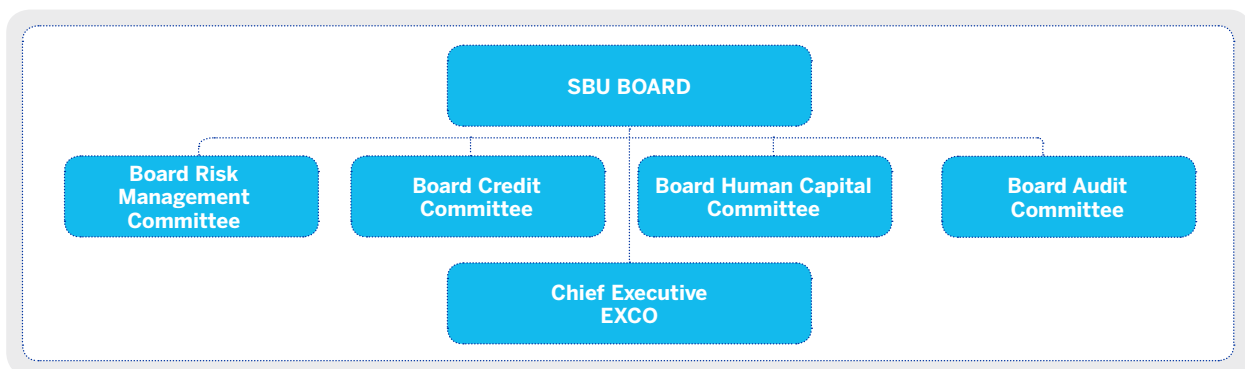 SBU BOARD
Board Risk
Management
Committee
Board Credit
Committee
Board Human Capital
Committee
Board Audit
Committee
Chief Executive
EXCO